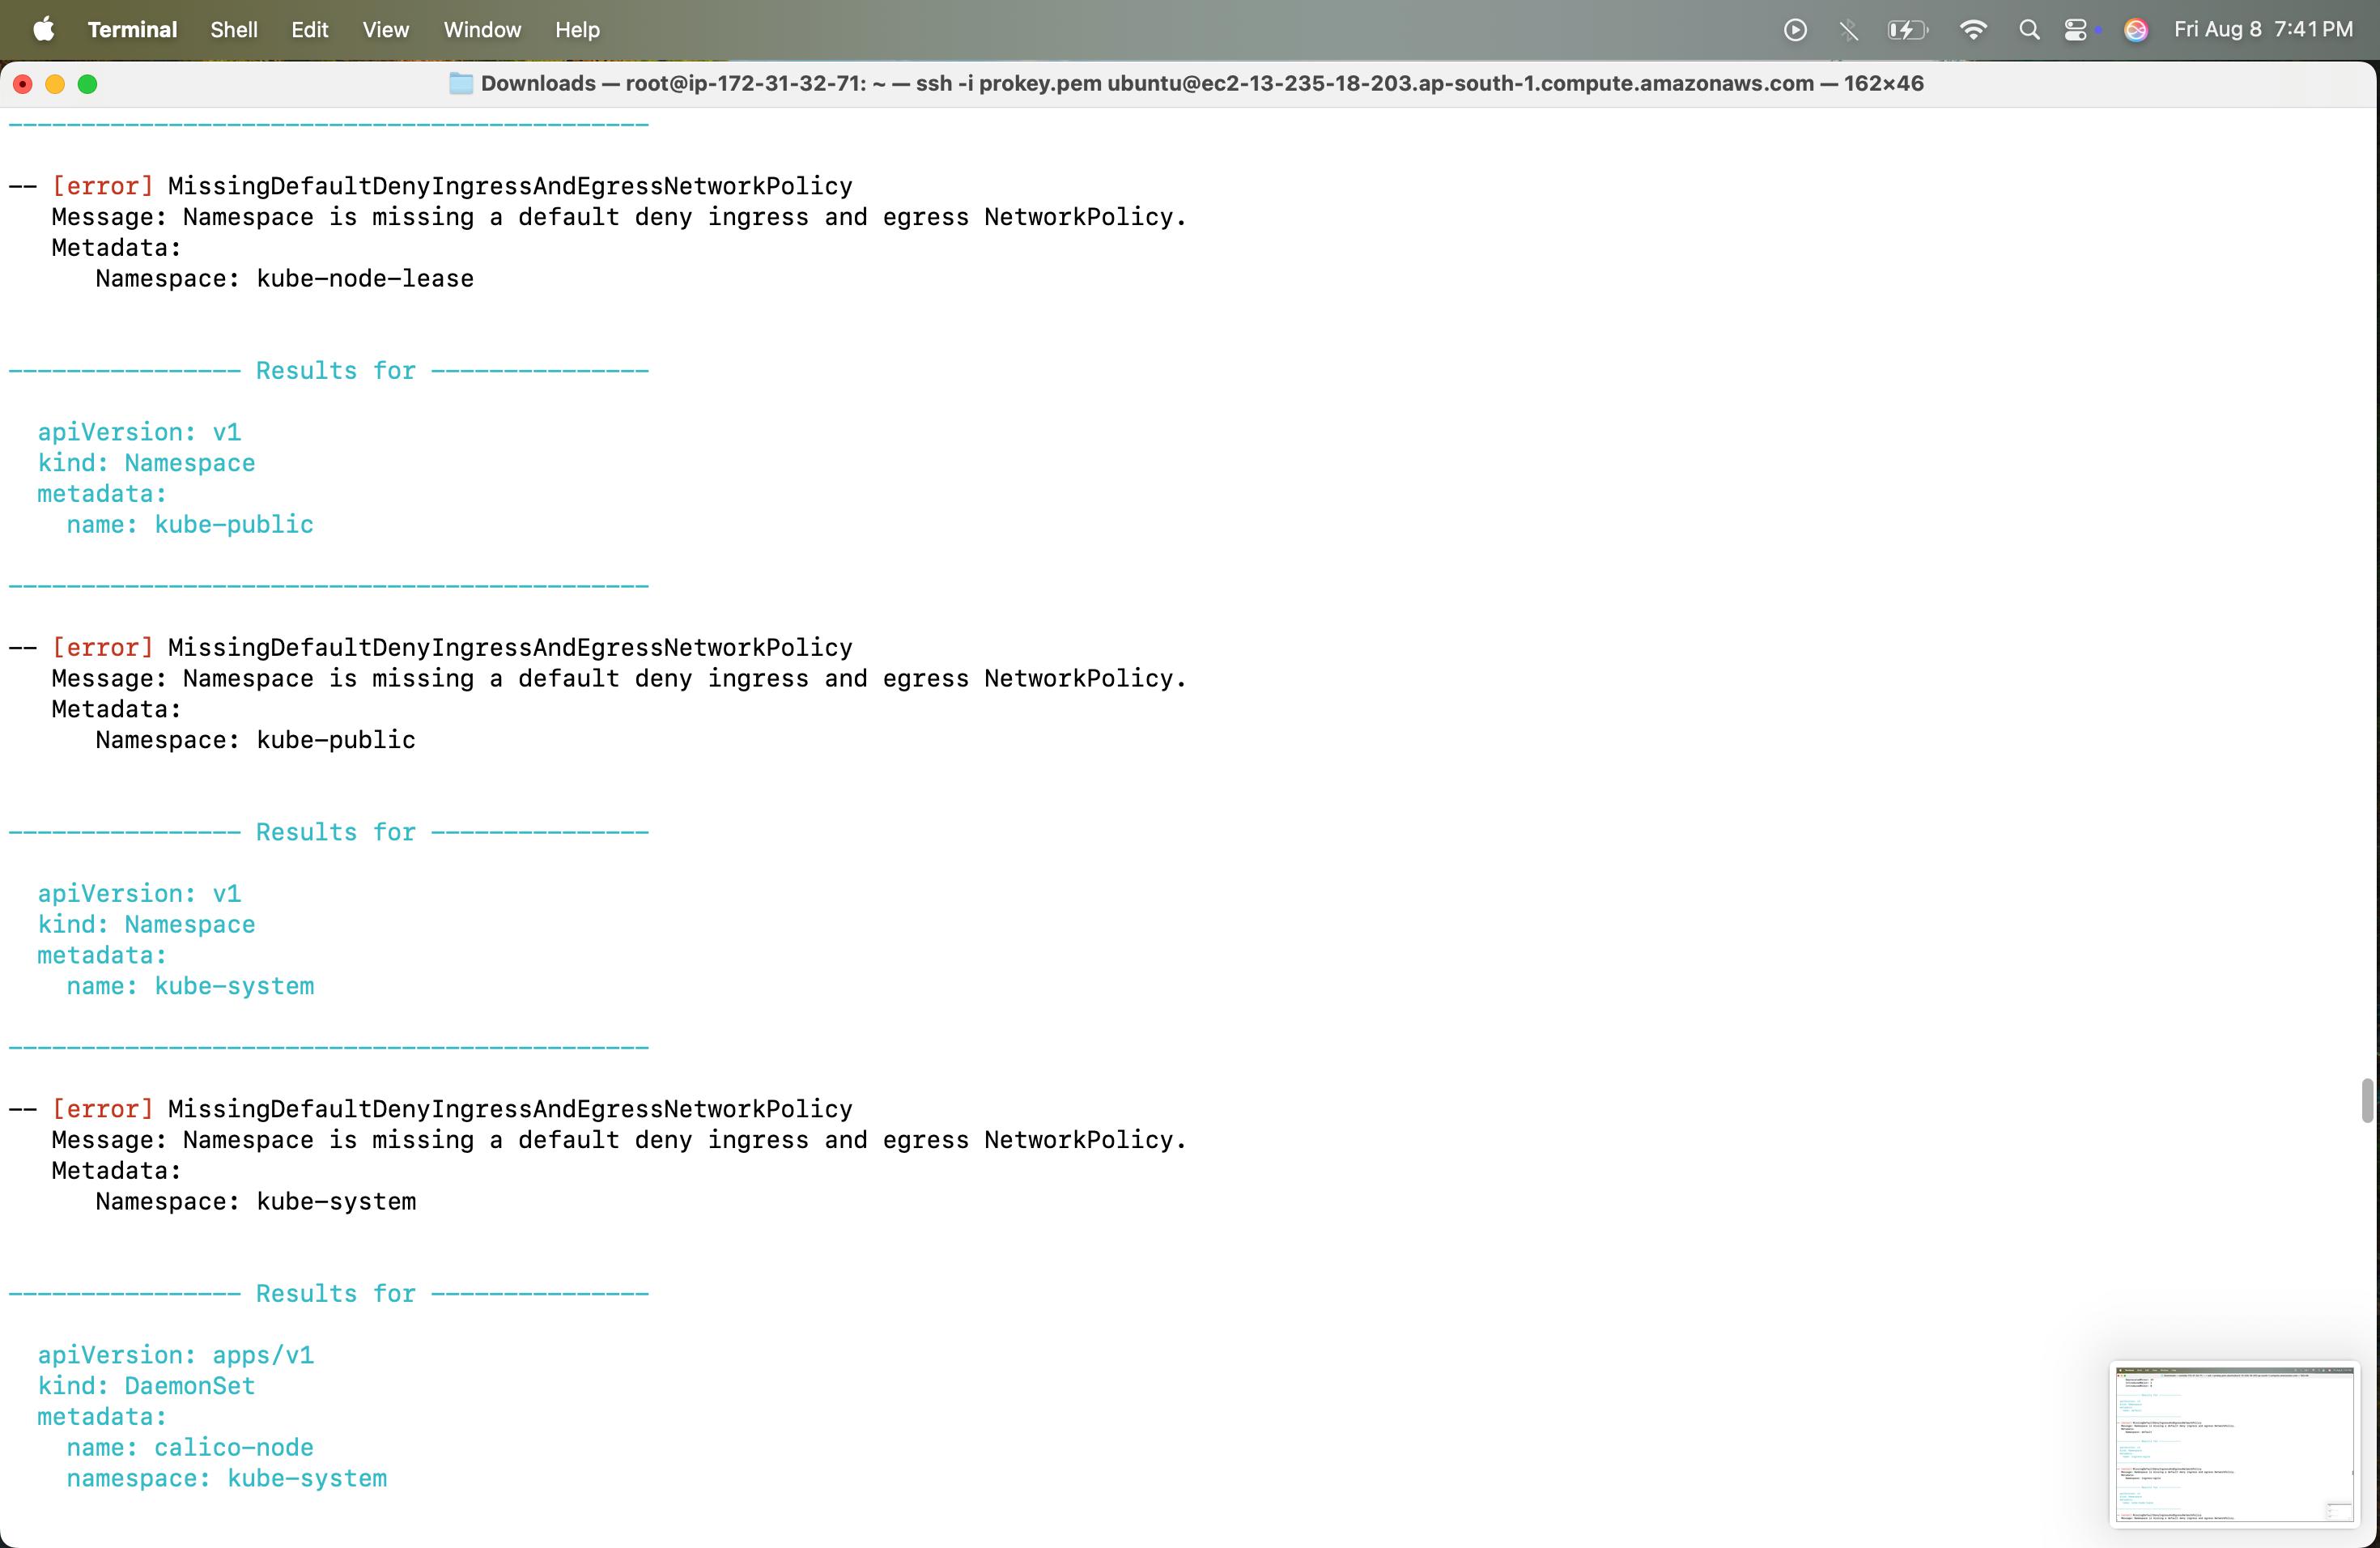 Terminal Shell Edit View Window Help Fri Aug 8 7:41 PM
Downloads — root@ip-172-31-32-71: ~ — ssh -i prokey.pem ubuntu@ec2-13-235-18-203.ap-south-1.compute.amazonaws.com — 162×46
--------------------------------------------
-- [error] MissingDefaultDenyIngressAndEgressNetworkPolicy
Message: Namespace is missing a default deny ingress and egress NetworkPolicy.
Metadata:
Namespace: kube-node-lease
---------------- Results for ---------------
apiVersion: v1
kind: Namespace
metadata:
name: kube-public
--------------------------------------------
-- [error] MissingDefaultDenyIngressAndEgressNetworkPolicy
Message: Namespace is missing a default deny ingress and egress NetworkPolicy.
Metadata:
Namespace: kube-public
---------------- Results for ---------------
apiVersion: v1
kind: Namespace
metadata:
name: kube-system
--------------------------------------------
-- [error] MissingDefaultDenyIngressAndEgressNetworkPolicy
Message: Namespace is missing a default deny ingress and egress NetworkPolicy.
Metadata:
Namespace: kube-system
---------------- Results for ---------------
apiVersion: apps/v1
kind: DaemonSet
metadata:
name: calico-node
namespace: kube-system